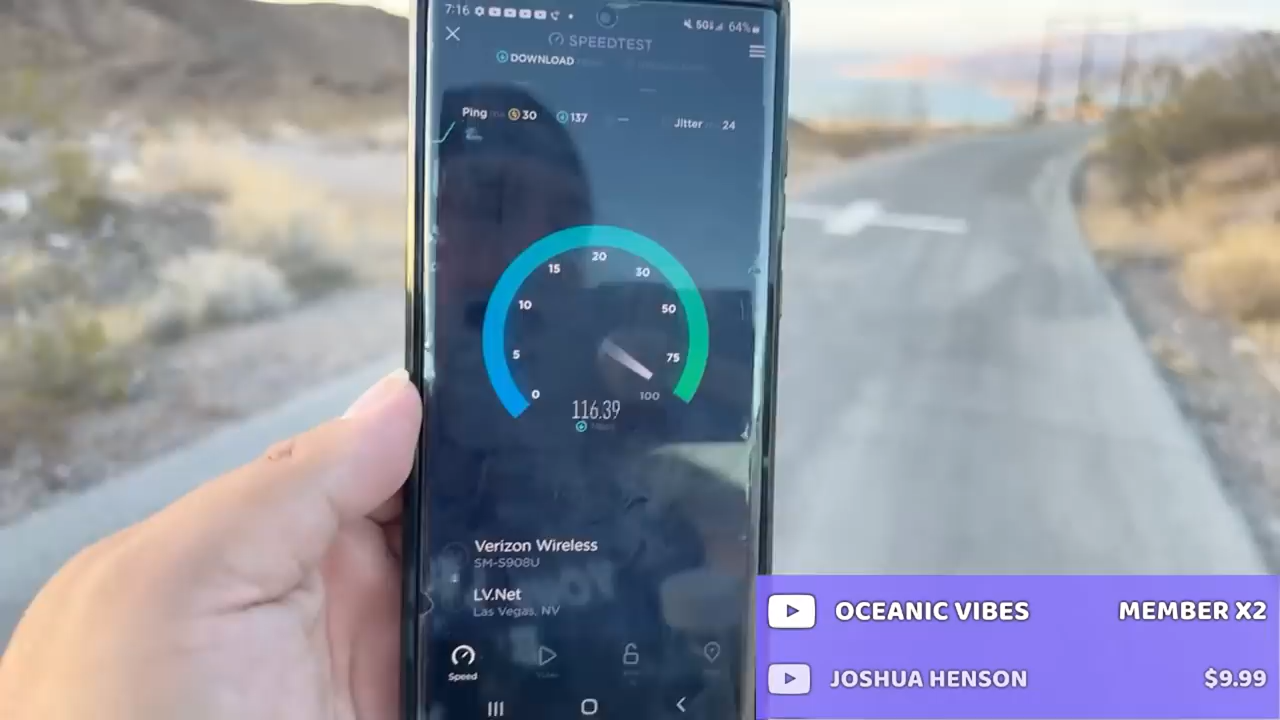 7:16
5G 64%
SPEEDTEST
DOWNLOAD
Ping 30 137 — Jitter 24
20
15 30
10 50
5 75
0 100
116.39
Verizon Wireless
SM-S908U
LV.Net
Las Vegas, NV
Speed
OCEANIC VIBES MEMBER X2
JOSHUA HENSON $9.99